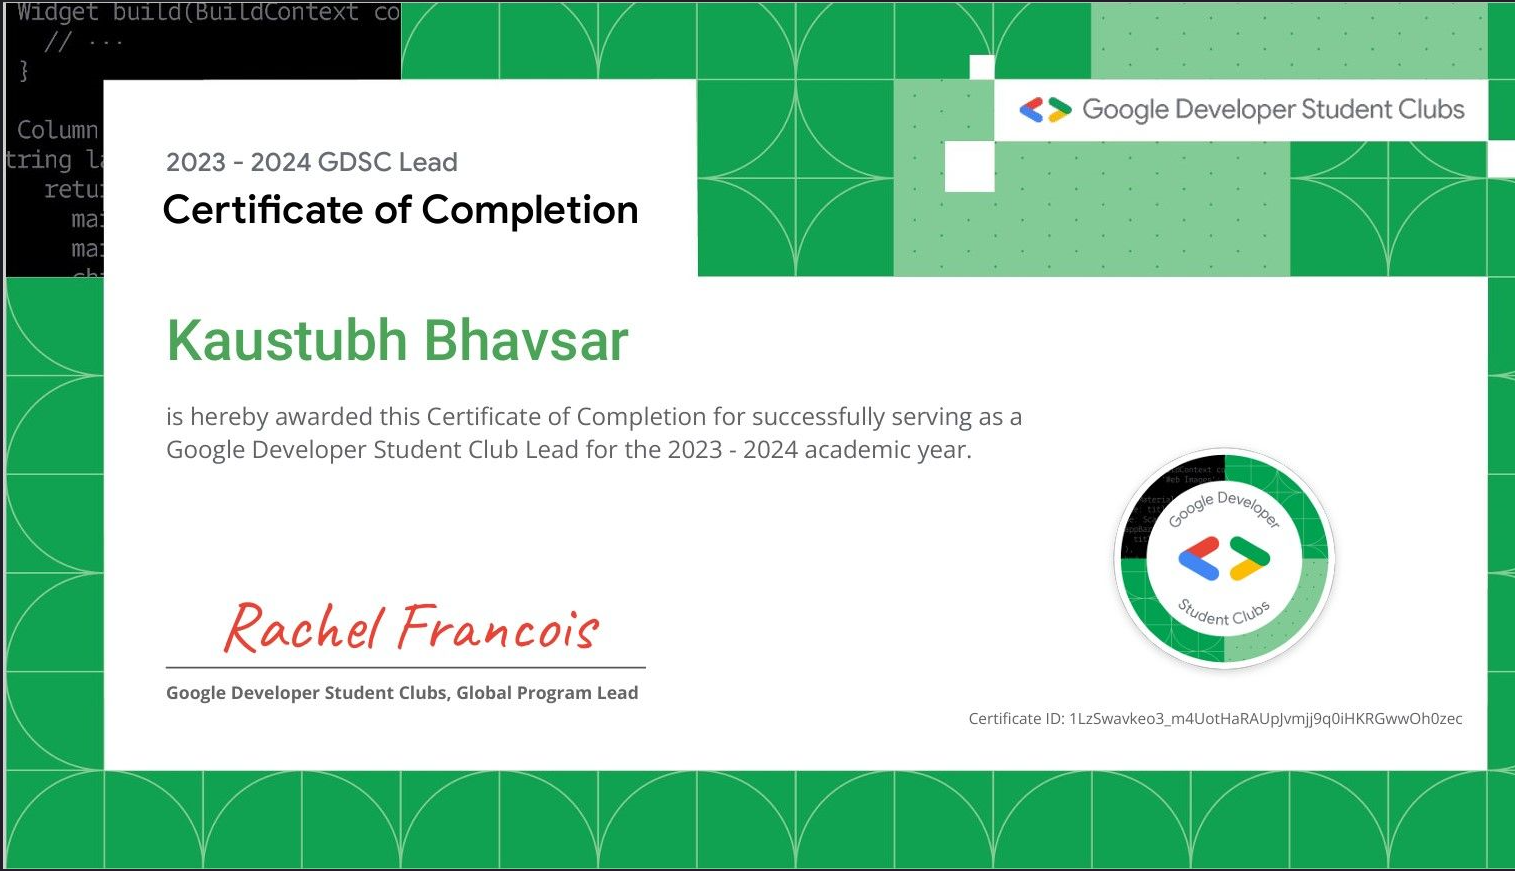 Widget build(BuildContext co
// ...
}
Column
tring la
retur
mai
mai
Google Developer Student Clubs
2023 - 2024 GDSC Lead
Certificate of Completion
Kaustubh Bhavsar
is hereby awarded this Certificate of Completion for successfully serving as a
Google Developer Student Club Lead for the 2023 - 2024 academic year.
Google Developer
Student Clubs
Rachel Francois
Google Developer Student Clubs, Global Program Lead
Certificate ID: 1LzSwavkeo3_m4UotHaRAUpJvmjj9q0iHKRGwwOh0zec